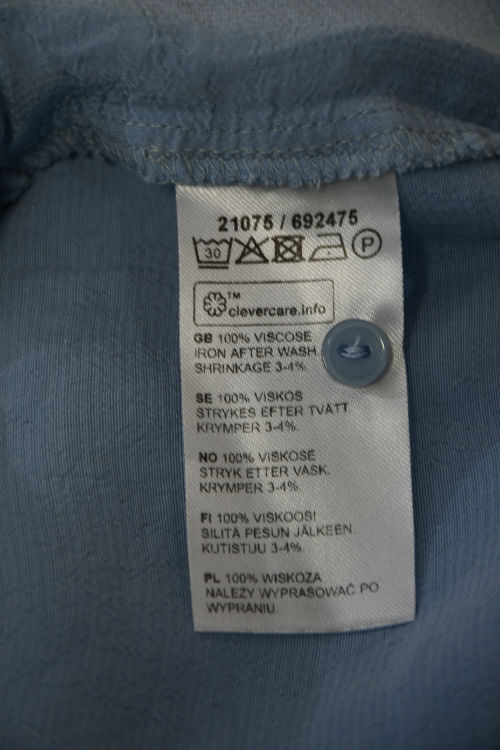 21075 / 692475
30
P
TM
clevercare.info
GB 100% VISCOSE
IRON AFTER WASH.
SHRINKAGE 3-4%.
SE 100% VISKOS
STRYKES EFTER TVÄTT.
KRYMPER 3-4%.
NO 100% VISKOSE
STRYK ETTER VASK.
KRYMPER 3-4%.
FI 100% VISKOOSI
SILITÄ PESUN JÄLKEEN.
KUTISTUU 3-4%.
PL 100% WISKOZA
NALEŻY WYPRASOWAĆ PO
WYPRANIU.